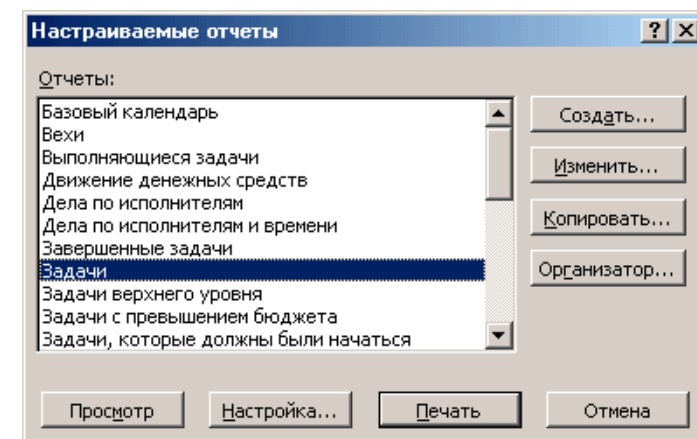 Настраиваемые отчеты
Отчеты:
Базовый календарь
Вехи
Выполняющиеся задачи
Движение денежных средств
Дела по исполнителям
Дела по исполнителям и времени
Завершенные задачи
Задачи
Задачи верхнего уровня
Задачи с превышением бюджета
Задачи, которые должны были начаться
Создать...
Изменить...
Копировать...
Организатор...
Просмотр
Настройка...
Печать
Отмена